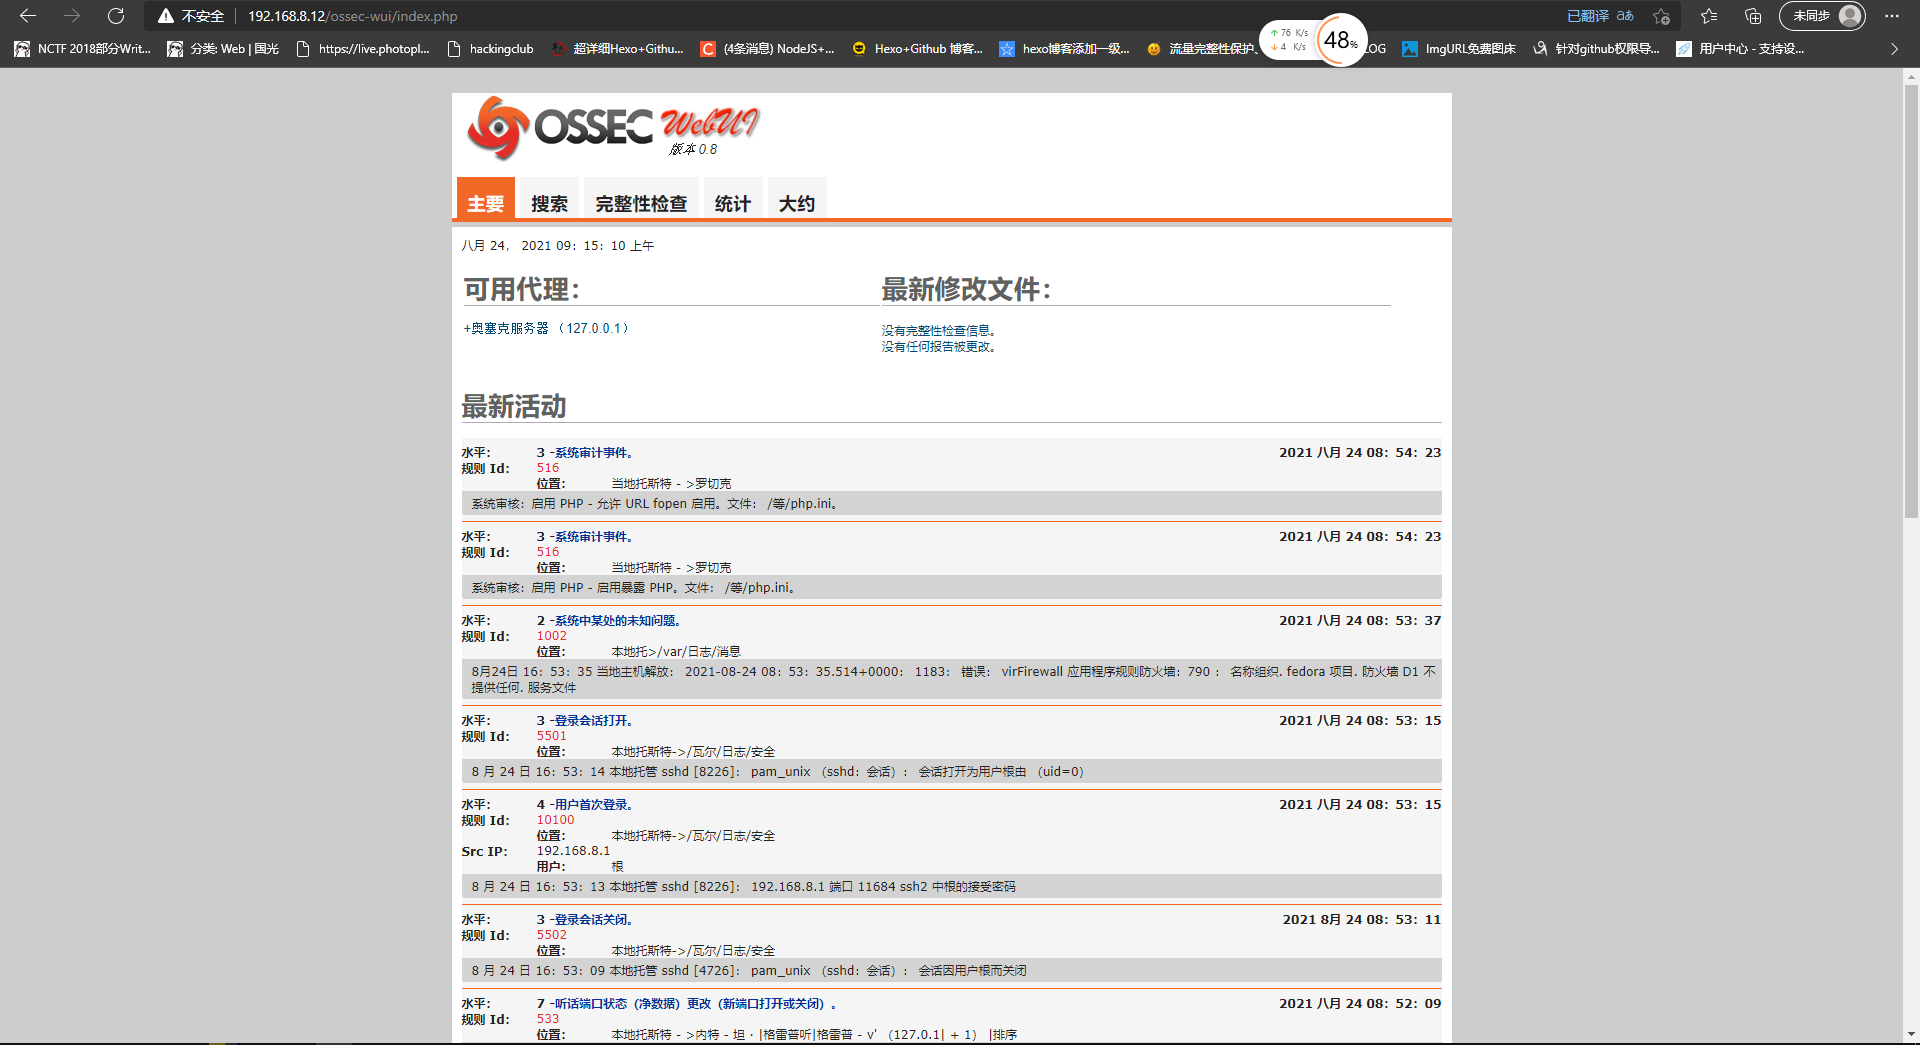 不安全 192.168.8.12/ossec-wui/index.php 已翻译 aあ 未同步
NCTF 2018部分Writ... 分类: Web | 国光 https://live.photopl... hackingclub 超详细Hexo+Githu... (4条消息) NodeJS+... Hexo+Github 博客... hexo博客添加一级... 流量完整性保护、 LOG ImgURL免费图床 针对github权限导... 用户中心 - 支持设...
76 K/s
4 K/s
48%
OSSEC WebUI
版本 0.8
主要 搜索 完整性检查 统计 大约
八月 24， 2021 09：15：10 上午
可用代理： 最新修改文件：
+奥塞克服务器 （127.0.0.1） 没有完整性检查信息。
没有任何报告被更改。
最新活动
水平： 3 -系统审计事件。 2021 八月 24 08：54：23
规则 Id： 516
位置： 当地托斯特 - >罗切克
系统审核：启用 PHP - 允许 URL fopen 启用。文件： /等/php.ini。
水平： 3 -系统审计事件。 2021 八月 24 08：54：23
规则 Id： 516
位置： 当地托斯特 - >罗切克
系统审核：启用 PHP - 启用暴露 PHP。文件： /等/php.ini。
水平： 2 -系统中某处的未知问题。 2021 八月 24 08：53：37
规则 Id： 1002
位置： 本地托>/var/日志/消息
8月24日 16：53：35 当地主机解放： 2021-08-24 08：53：35.514+0000： 1183： 错误： virFirewall 应用程序规则防火墙：790 ： 名称组织. fedora 项目. 防火墙 D1 不
提供任何. 服务文件
水平： 3 -登录会话打开。 2021 八月 24 08：53：15
规则 Id： 5501
位置： 本地托斯特->/瓦尔/日志/安全
8 月 24 日 16：53：14 本地托管 sshd [8226]： pam_unix （sshd：会话）： 会话打开为用户根由 （uid=0）
水平： 4 -用户首次登录。 2021 八月 24 08：53：15
规则 Id： 10100
位置： 本地托斯特->/瓦尔/日志/安全
Src IP： 192.168.8.1
用户： 根
8 月 24 日 16：53：13 本地托管 sshd [8226]： 192.168.8.1 端口 11684 ssh2 中根的接受密码
水平： 3 -登录会话关闭。 2021 8月 24 08：53：11
规则 Id： 5502
位置： 本地托斯特->/瓦尔/日志/安全
8 月 24 日 16：53：09 本地托管 sshd [4726]： pam_unix （sshd：会话）： 会话因用户根而关闭
水平： 7 -听话端口状态（净数据）更改（新端口打开或关闭）。 2021 八月 24 08：52：09
规则 Id： 533
位置： 本地托斯特 - >内特 - 坦 · |格雷普听|格雷普 - v′ （127.0.1| + 1） |排序